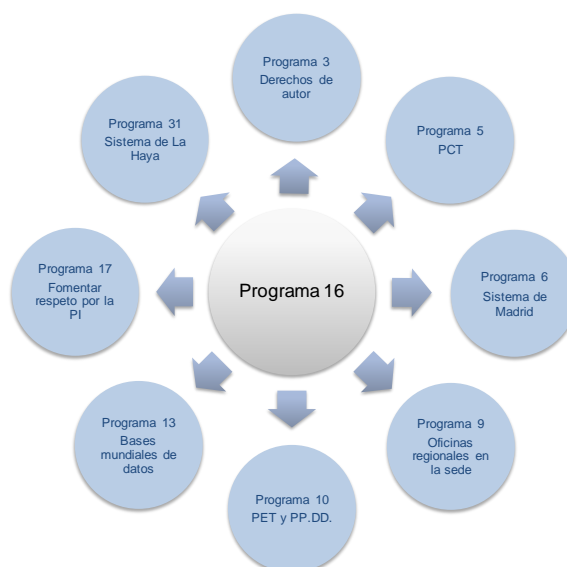 Programa 3
Derechos de
autor
Programa 5
PCT
Programa 6
Sistema de
Madrid
Programa 9
Oficinas
regionales en
la sede
Programa 10
PET y PP.DD.
Programa 13
Bases
mundiales de
datos
Programa 17
Fomentar
respeto por la
PI
Programa 31
Sistema de La
Haya
Programa 16